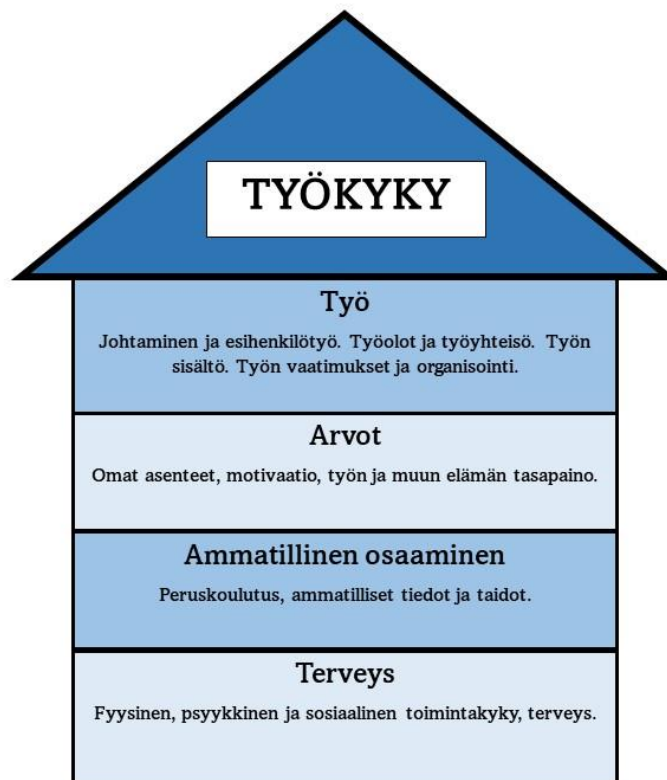 TYÖKYKY
Työ
Johtaminen ja esihenkilötyö. Työolot ja työyhteisö. Työn
sisältö. Työn vaatimukset ja organisointi.
Arvot
Omat asenteet, motivaatio, työn ja muun elämän tasapaino.
Ammatillinen osaaminen
Peruskoulutus, ammatilliset tiedot ja taidot.
Terveys
Fyysinen, psyykkinen ja sosiaalinen toimintakyky, terveys.